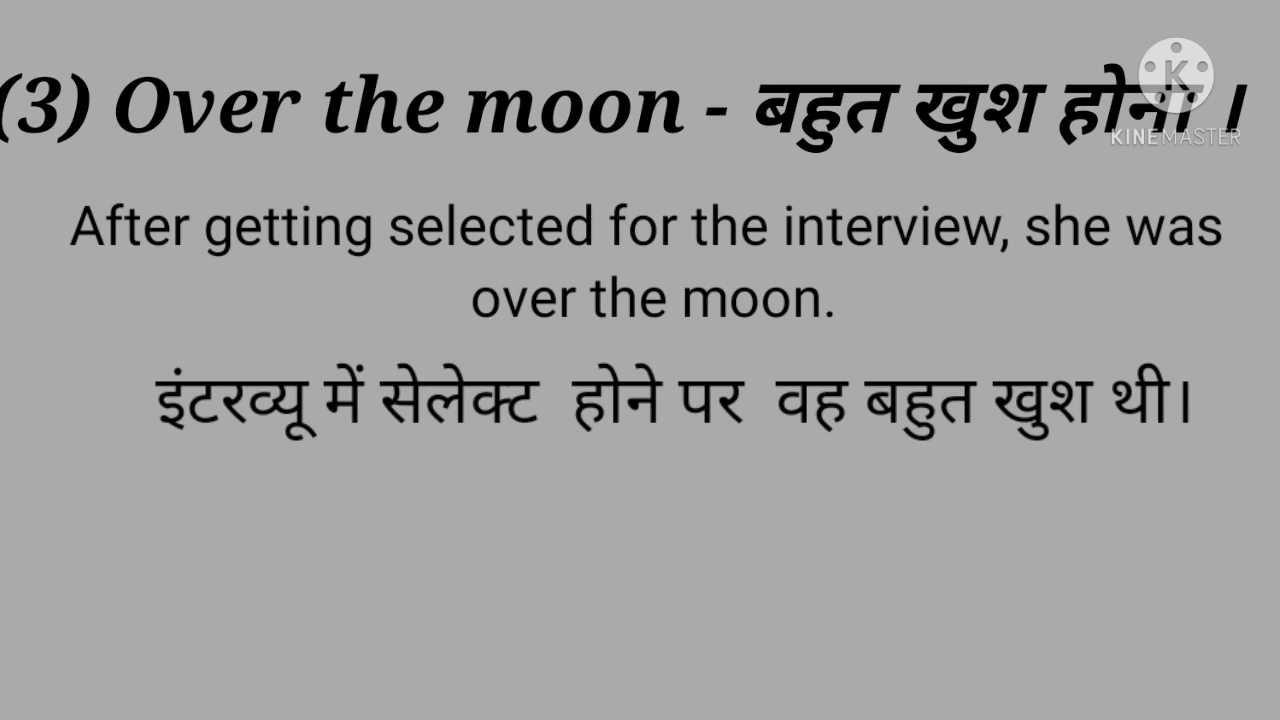 (3) Over the moon - बहुत खुश होना ।
K
KINEMASTER
After getting selected for the interview, she was
over the moon.
इंटरव्यू में सेलेक्ट होने पर वह बहुत खुश थी।